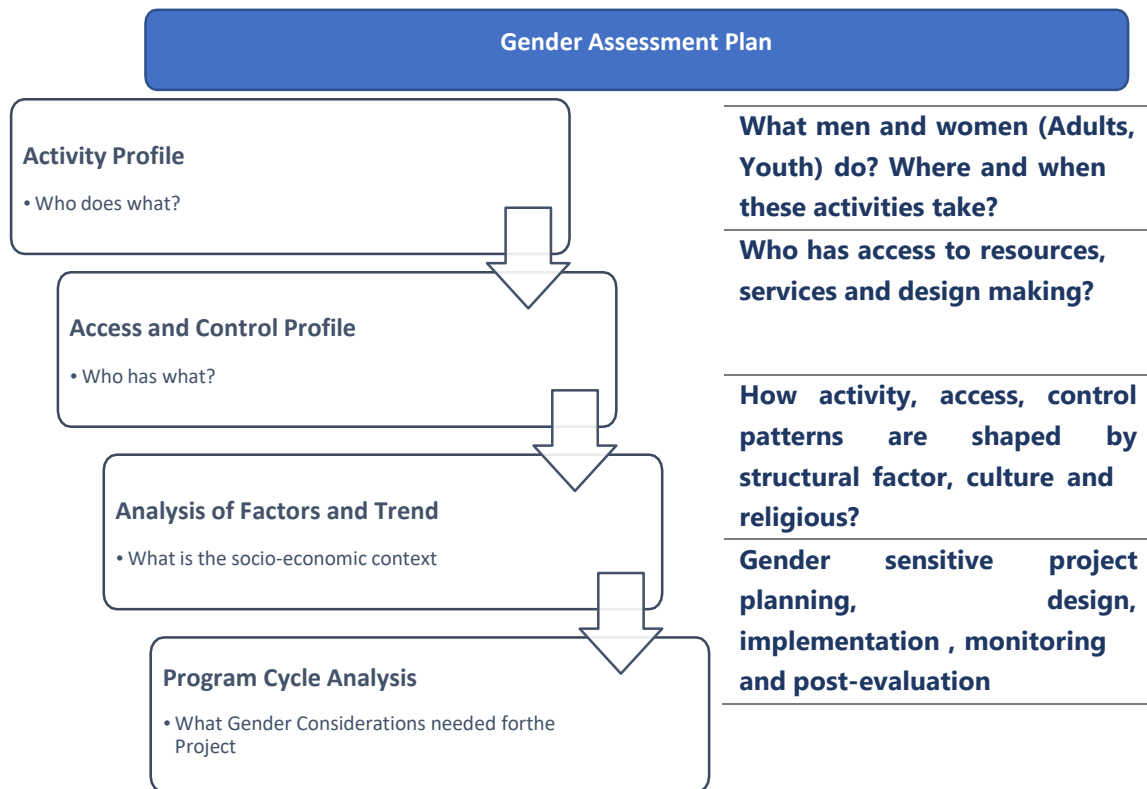 Gender Assessment Plan
Activity Profile
• Who does what?
What men and women (Adults,
Youth) do? Where and when
these activities take?
Access and Control Profile
• Who has what?
Who has access to resources,
services and design making?
Analysis of Factors and Trend
• What is the socio-economic context
How activity, access, control
patterns are shaped by
structural factor, culture and
religious?
Program Cycle Analysis
• What Gender Considerations needed forthe
Project
Gender sensitive project
planning, design,
implementation , monitoring
and post-evaluation